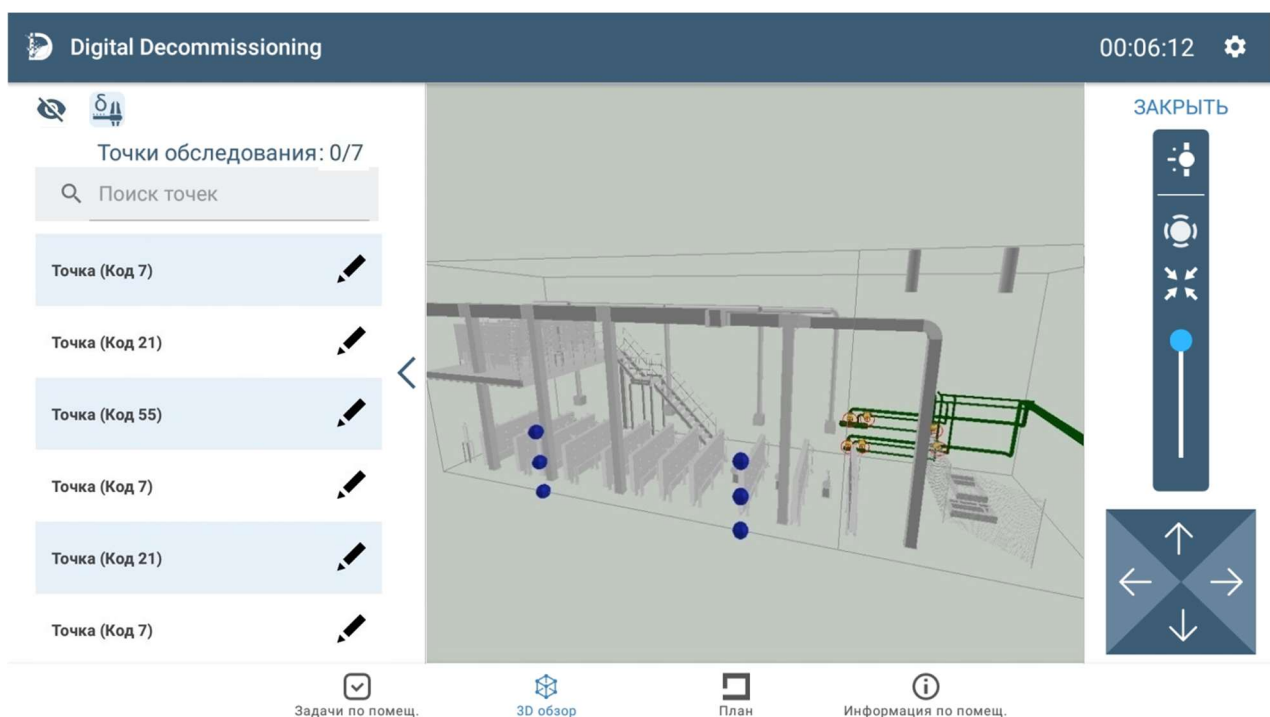 Digital Decommissioning
00:06:12
δ
ЗАКРЫТЬ
Точки обследования: 0/7
Поиск точек
Точка (Код 7)
Точка (Код 21)
Точка (Код 55)
Точка (Код 7)
Точка (Код 21)
Точка (Код 7)
Задачи по помещ.
3D обзор
План
Информация по помещ.